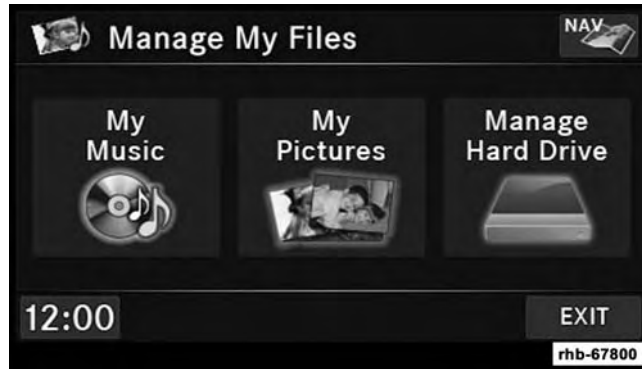 Manage My Files
NAV
My
Music
My
Pictures
Manage
Hard Drive
12:00
EXIT
rhb-67800